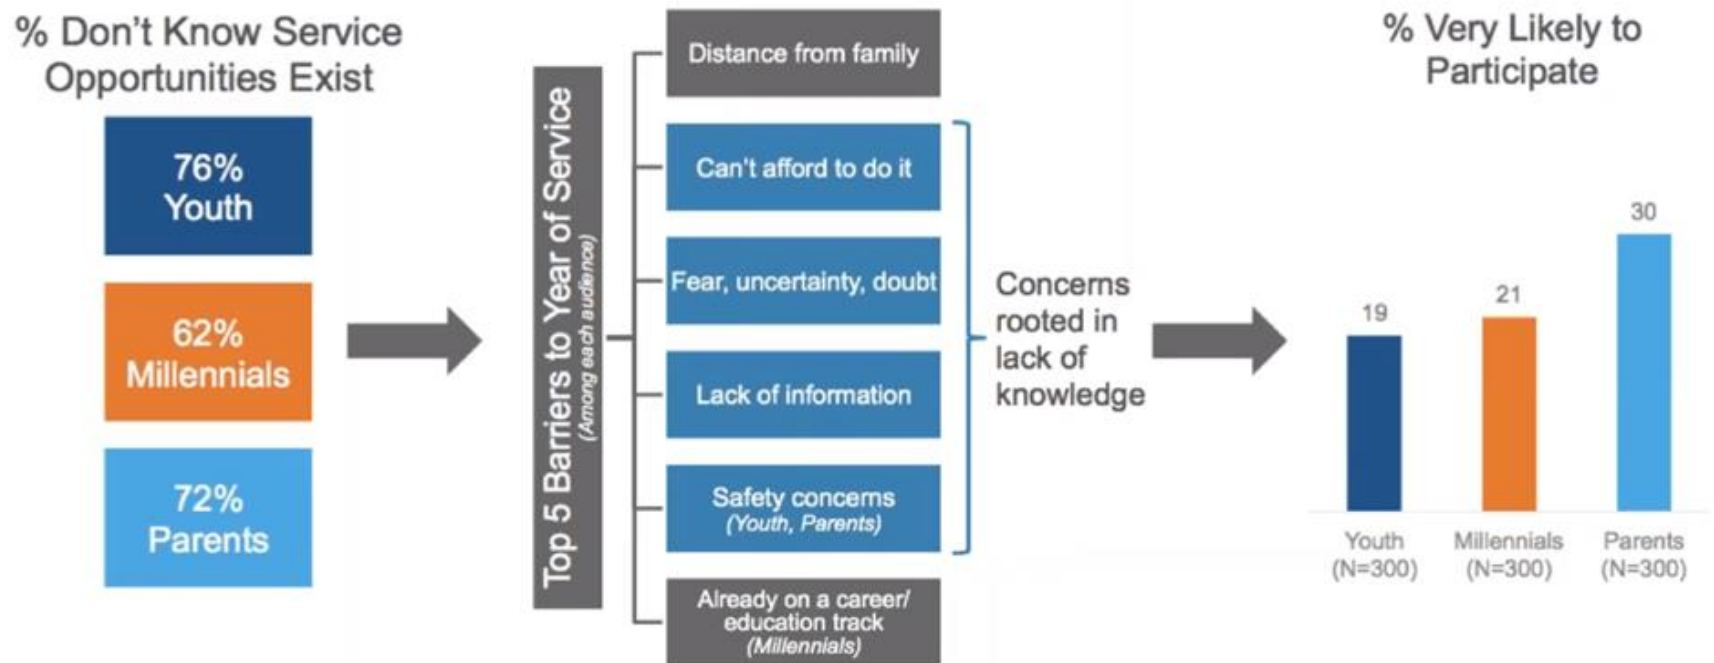 % Don't Know Service
Opportunities Exist
76%
Youth
62%
Millennials
72%
Parents
Top 5 Barriers to Year of Service
(Among each audience)
Distance from family
Can't afford to do it
Fear, uncertainty, doubt
Lack of information
Safety concerns
(Youth, Parents)
Already on a career/
education track
(Millennials)
Concerns
rooted in
lack of
knowledge
% Very Likely to
Participate
19
21
30
Youth
(N=300)
Millennials
(N=300)
Parents
(N=300)